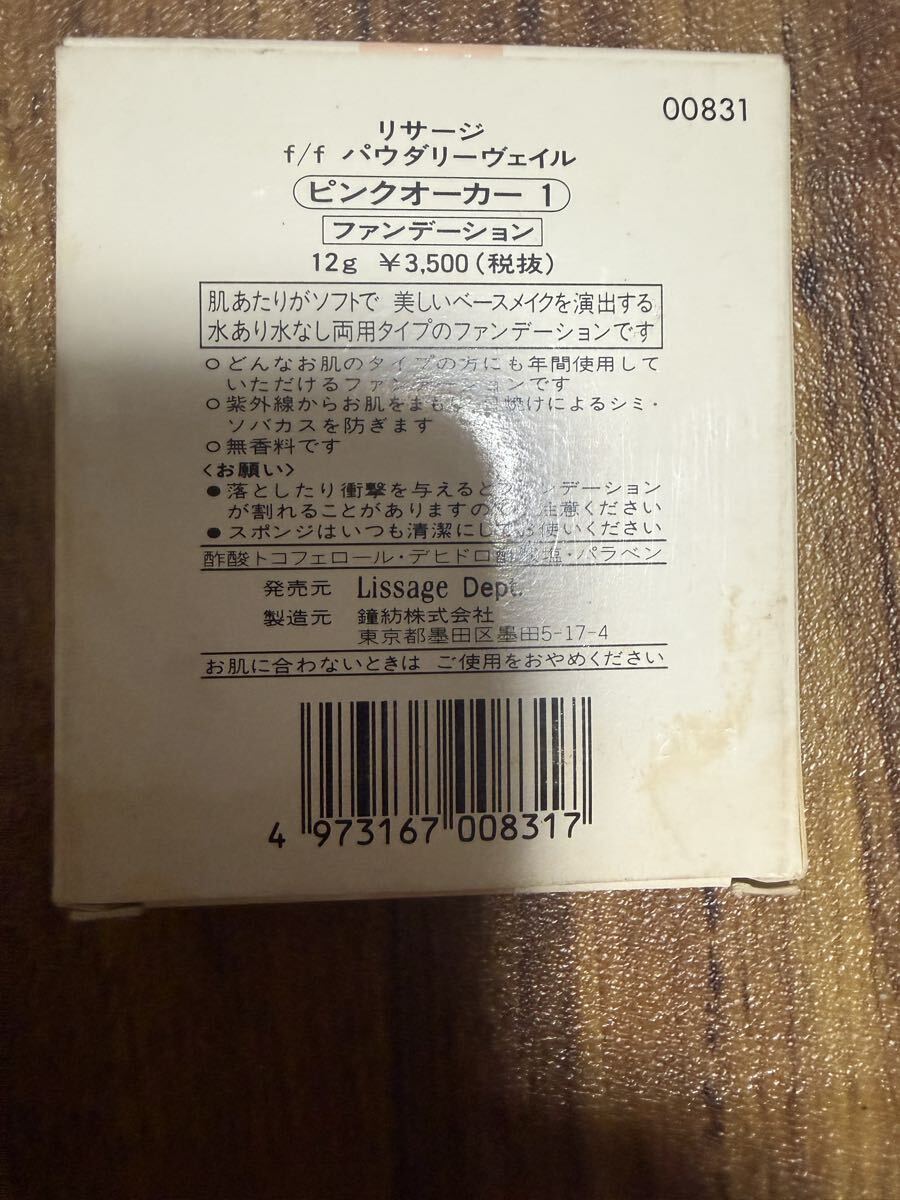 00831
リサージ
f/f パウダリーヴェイル
ピンクオーカー 1
ファンデーション
12g ¥3,500(税抜)
肌あたりがソフトで 美しいベースメイクを演出する
水あり水なし両用タイプのファンデーションです
○どんなお肌のタイプの方にも年間使用して
いただけるファンデーションです
○紫外線からお肌をまも 焼けによるシミ・
ソバカスを防ぎます
○無香料です
<お願い>
●落としたり衝撃を与えると ンデーション
が割れることがありますので 注意ください
●スポンジはいつも清潔にしてお使いください
酢酸トコフェロール・デヒドロ酢酸塩・パラベン
発売元 Lissage Dept.
製造元 鐘紡株式会社
東京都墨田区墨田5-17-4
お肌に合わないときは ご使用をおやめください
4 973167 008317